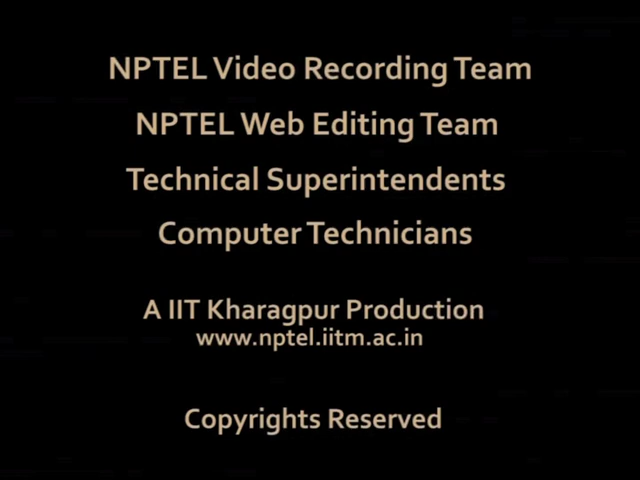 NPTEL Video Recording Team
NPTEL Web Editing Team
Technical Superintendents
Computer Technicians
A IIT Kharagpur Production
www.nptel.iitm.ac.in
Copyrights Reserved